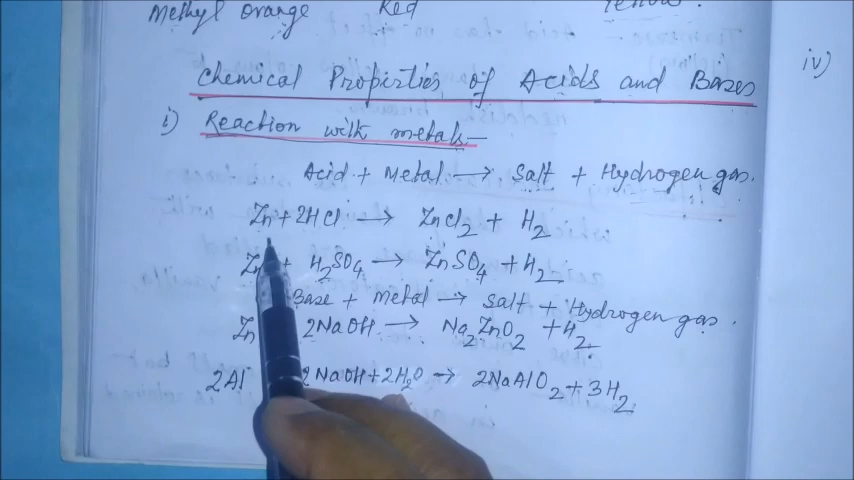 Methyl orange Red Yellow.
Chemical Properties of Acids and Bases
iv)
i) Reaction with metals—
Acid + Metal → Salt + Hydrogen gas.
Zn + 2HCl → ZnCl2 + H2
Zn + H2SO4 → ZnSO4 + H2
Base + Metal → Salt + Hydrogen gas.
Zn 2NaOH → Na2ZnO2 + H2
2Al 2NaOH + 2H2O → 2NaAlO2 + 3H2